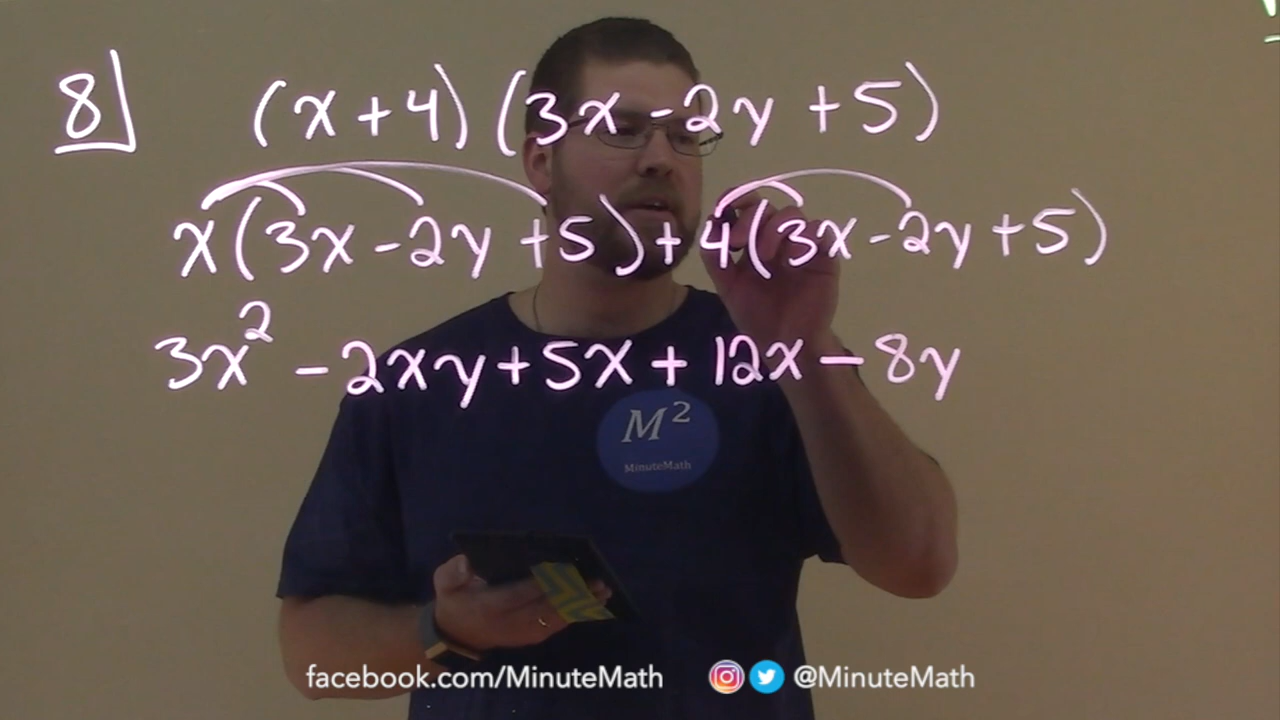 8 (x+4)(3x-2y+5)
x(3x-2y+5)+4(3x-2y+5)
3x²-2xy+5x+12x-8y
M²
MinuteMath
facebook.com/MinuteMath @MinuteMath